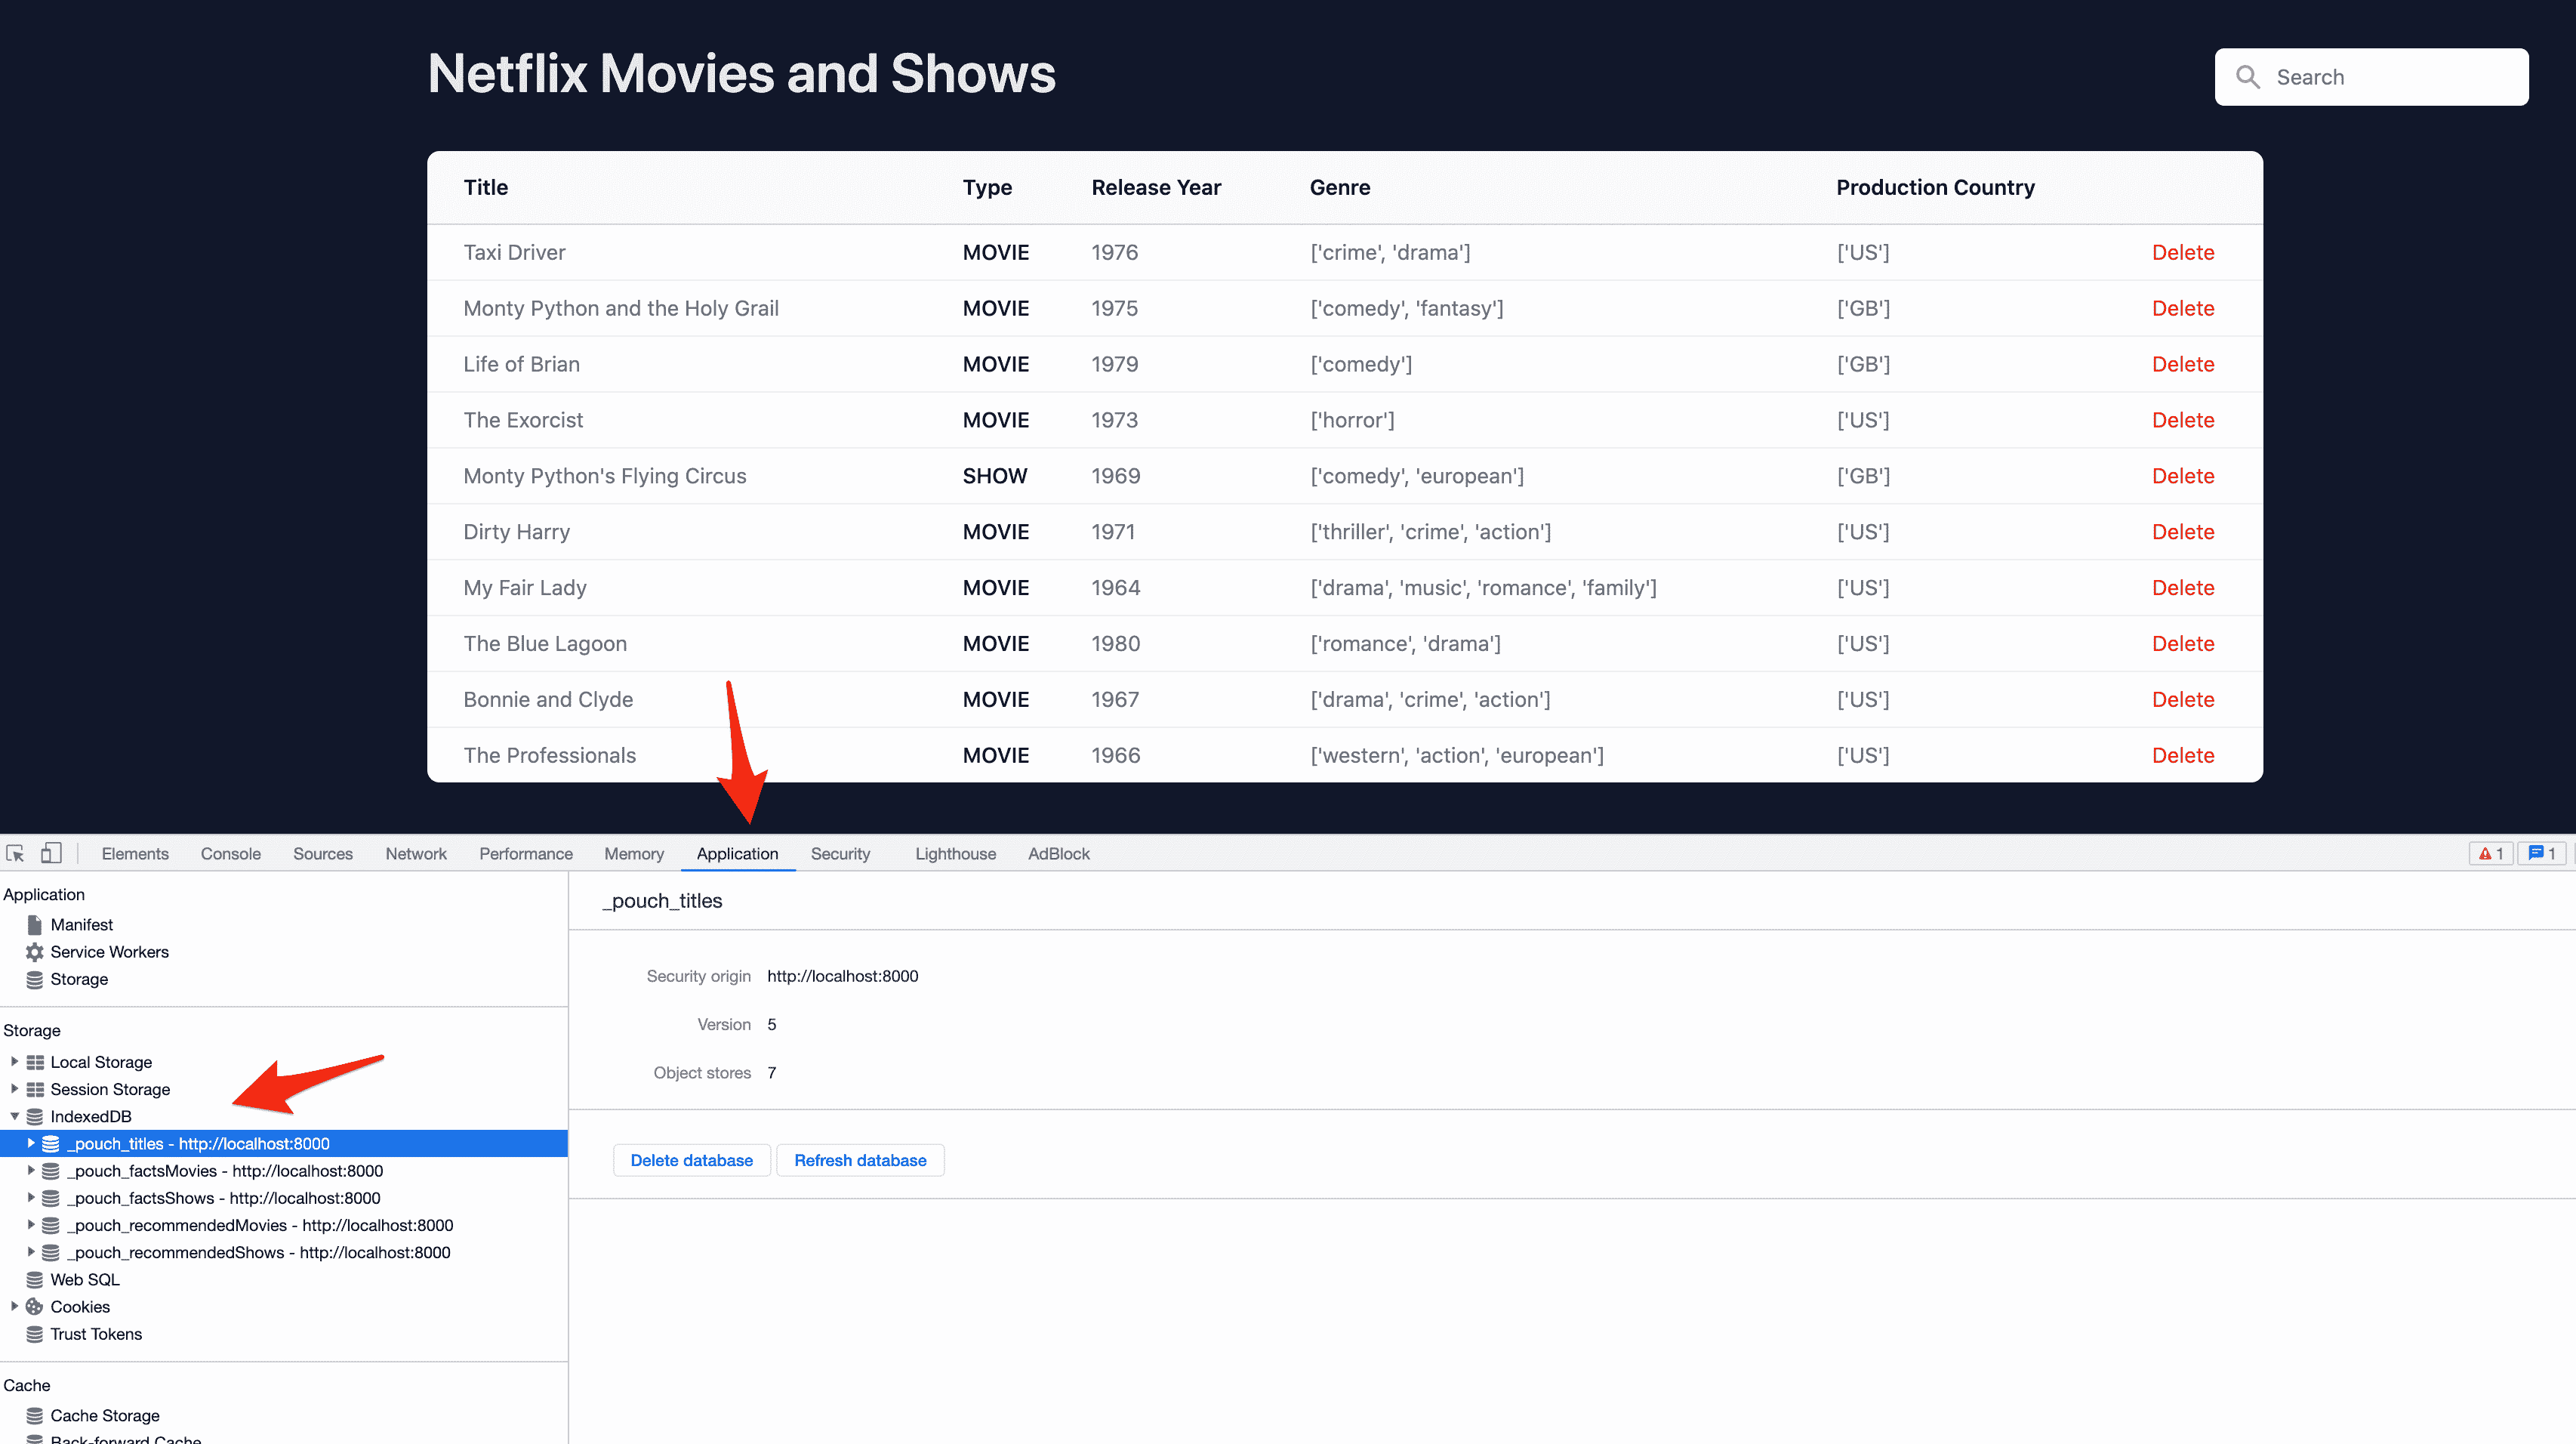 Netflix Movies and Shows
Search
Title Type Release Year Genre Production Country
Taxi Driver MOVIE 1976 ['crime', 'drama'] ['US'] Delete
Monty Python and the Holy Grail MOVIE 1975 ['comedy', 'fantasy'] ['GB'] Delete
Life of Brian MOVIE 1979 ['comedy'] ['GB'] Delete
The Exorcist MOVIE 1973 ['horror'] ['US'] Delete
Monty Python's Flying Circus SHOW 1969 ['comedy', 'european'] ['GB'] Delete
Dirty Harry MOVIE 1971 ['thriller', 'crime', 'action'] ['US'] Delete
My Fair Lady MOVIE 1964 ['drama', 'music', 'romance', 'family'] ['US'] Delete
The Blue Lagoon MOVIE 1980 ['romance', 'drama'] ['US'] Delete
Bonnie and Clyde MOVIE 1967 ['drama', 'crime', 'action'] ['US'] Delete
The Professionals MOVIE 1966 ['western', 'action', 'european'] ['US'] Delete
Elements Console Sources Network Performance Memory Application Security Lighthouse AdBlock 1 1
Application
Manifest
Service Workers
Storage
Storage
Local Storage
Session Storage
IndexedDB
_pouch_titles - http://localhost:8000
_pouch_factsMovies - http://localhost:8000
_pouch_factsShows - http://localhost:8000
_pouch_recommendedMovies - http://localhost:8000
_pouch_recommendedShows - http://localhost:8000
Web SQL
Cookies
Trust Tokens
Cache
Cache Storage
Back-forward Cache
_pouch_titles
Security origin http://localhost:8000
Version 5
Object stores 7
Delete database Refresh database